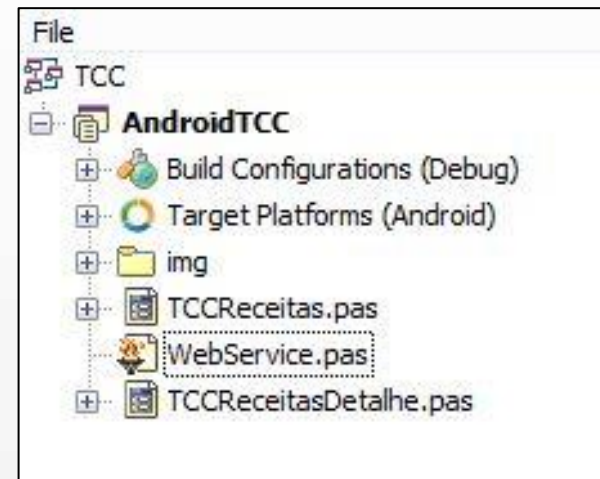 File
TCC
AndroidTCC
Build Configurations (Debug)
Target Platforms (Android)
img
TCCReceitas.pas
WebService.pas
TCCReceitasDetalhe.pas